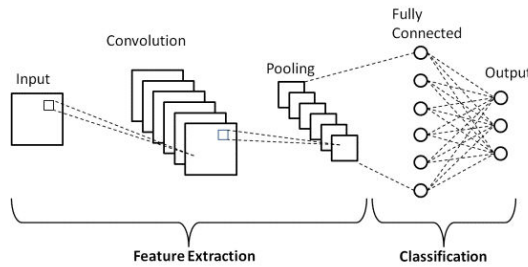 Fully
Connected
Convolution
Pooling
Input
Output
Feature Extraction
Classification